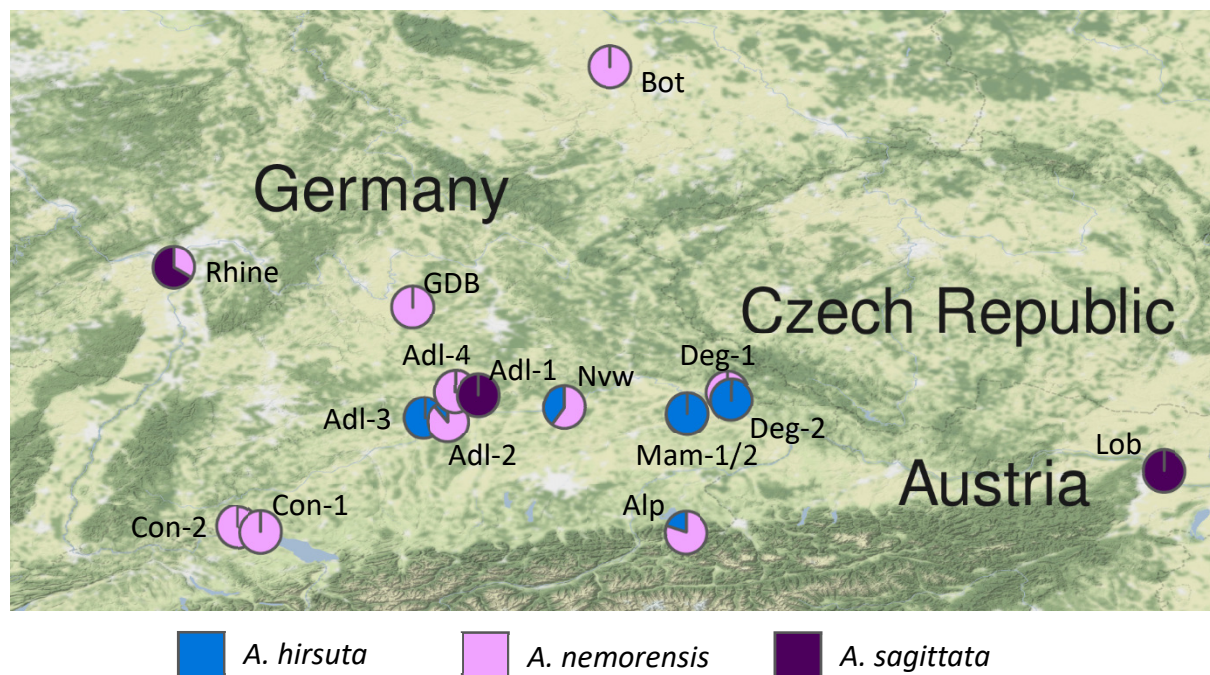 Bot
Germany
Rhine
GDB
Czech Republic
Adl-4
Adl-1
Nvw
Deg-1
Adl-3
Adl-2
Deg-2
Mam-1/2
Lob
Austria
Con-2
Con-1
Alp
A. hirsuta
A. nemorensis
A. sagittata